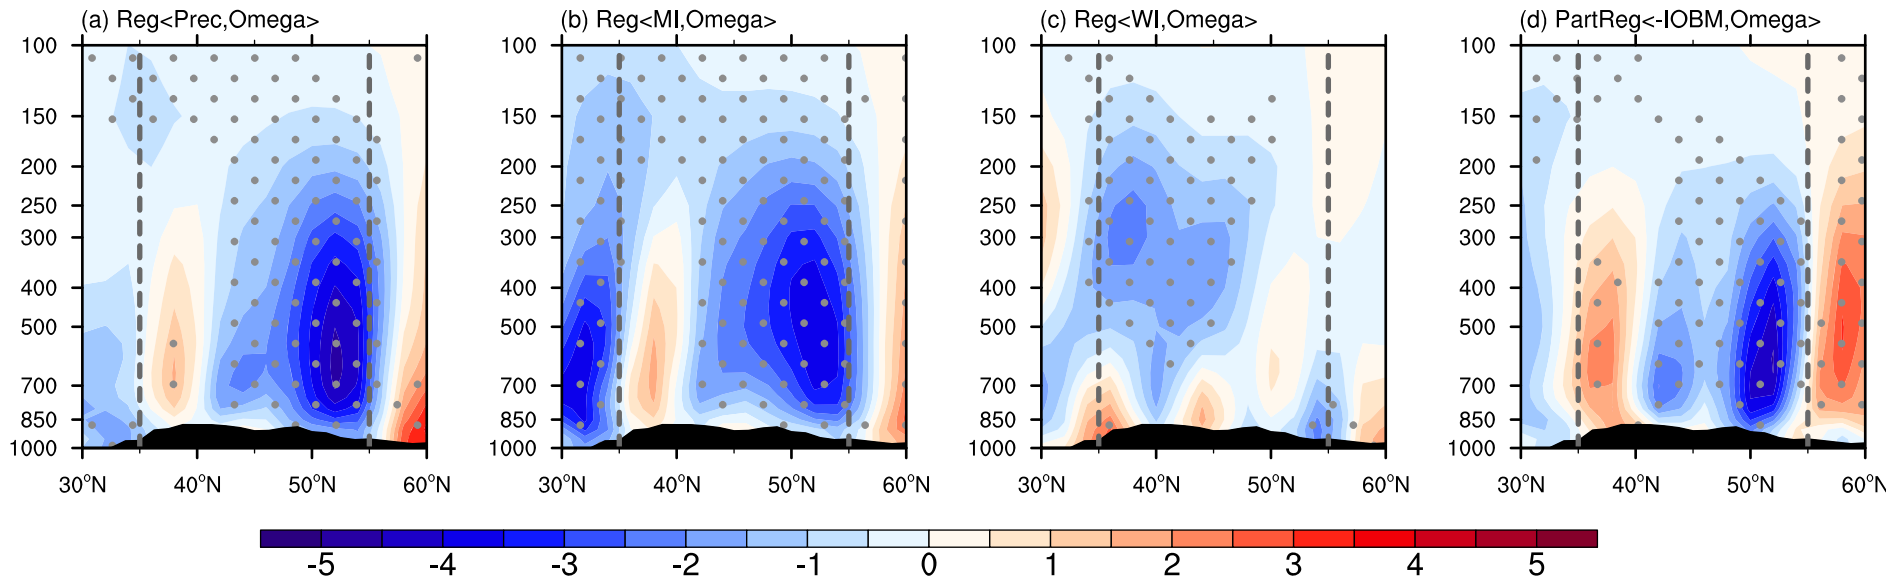 (a) Reg<Prec,Omega>
(b) Reg<MI,Omega>
(c) Reg<WI,Omega>
(d) PartReg<-IOBM,Omega>
100 100 100 100
150 150 150 150
200 200 200 200
250 250 250 250
300 300 300 300
400 400 400 400
500 500 500 500
700 700 700 700
850 850 850 850
1000 1000 1000 1000
30°N 40°N 50°N 60°N 30°N 40°N 50°N 60°N 30°N 40°N 50°N 60°N 30°N 40°N 50°N 60°N
-5 -4 -3 -2 -1 0 1 2 3 4 5